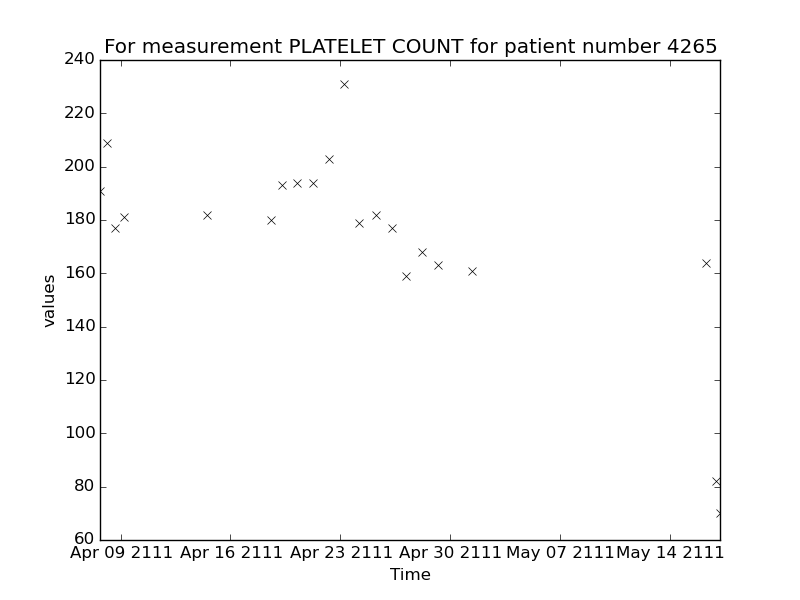 For measurement PLATELET COUNT for patient number 4265
240
220
200
180
160
140
120
100
80
60
values
Apr 09 2111 Apr 16 2111 Apr 23 2111 Apr 30 2111 May 07 2111 May 14 2111
Time